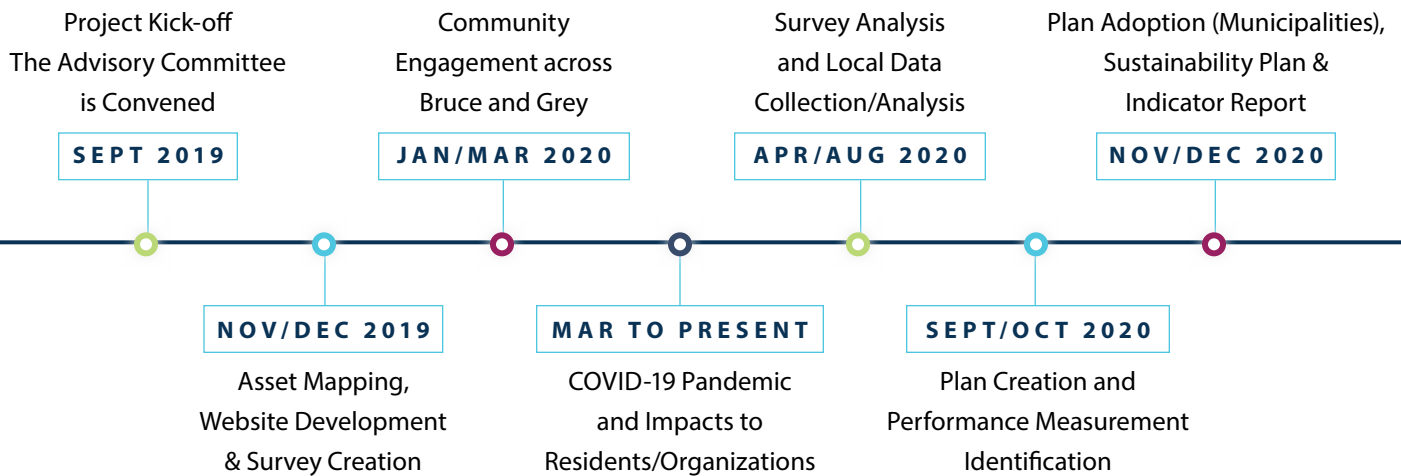 Project Kick-off
The Advisory Committee
is Convened
SEPT 2019
NOV/DEC 2019
Asset Mapping,
Website Development
& Survey Creation
Community
Engagement across
Bruce and Grey
JAN/MAR 2020
MAR TO PRESENT
COVID-19 Pandemic
and Impacts to
Residents/Organizations
Survey Analysis
and Local Data
Collection/Analysis
APR/AUG 2020
SEPT/OCT 2020
Plan Creation and
Performance Measurement
Identification
Plan Adoption (Municipalities),
Sustainability Plan &
Indicator Report
NOV/DEC 2020